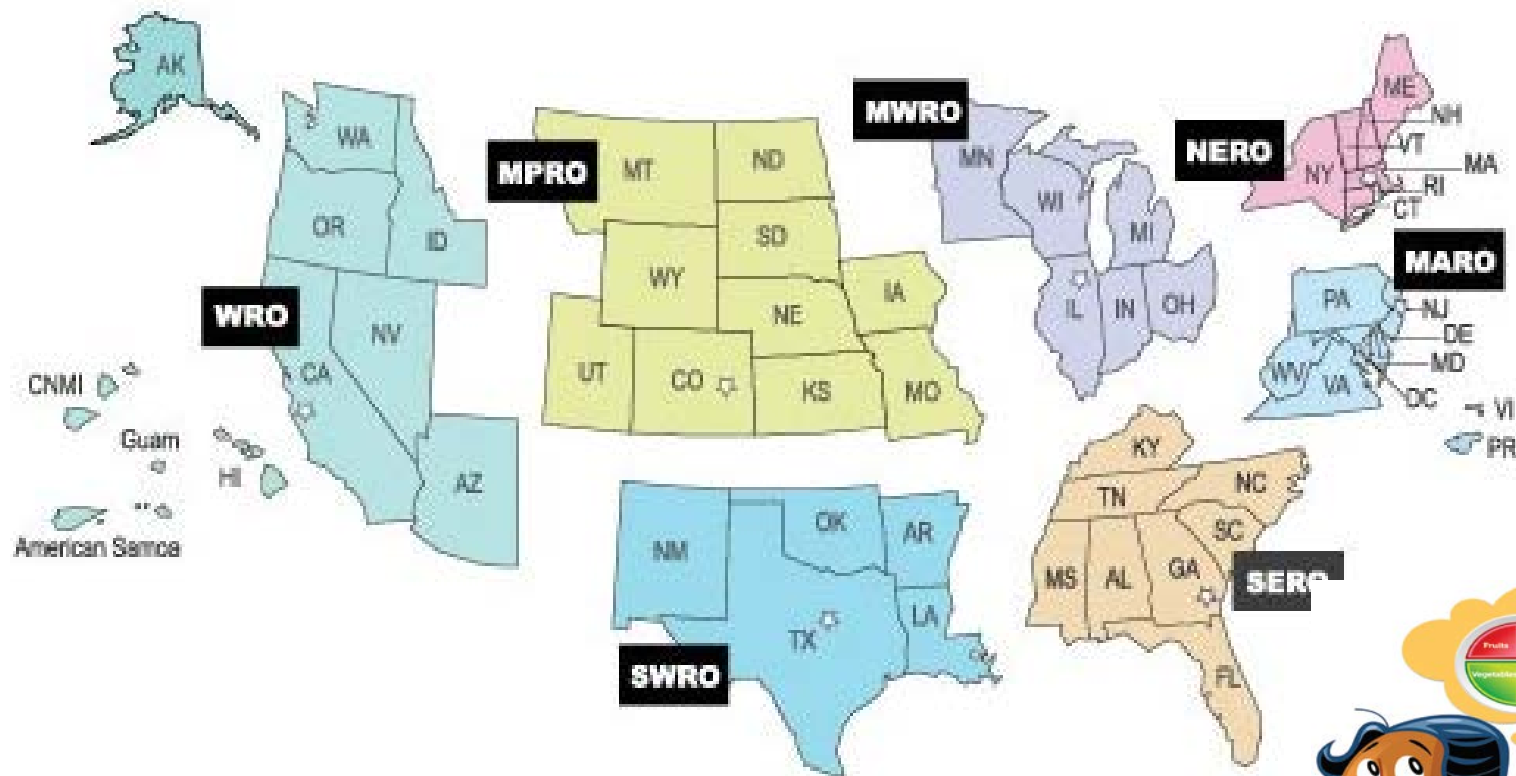 AK
WA
OR
ID
WRO
NV
CA
AZ
CNMI
Guam
HI
American Samoa
MPRO
MT
ND
SD
WY
NE
IA
UT
CO
KS
MO
MWRO
MN
WI
MI
IL
IN
OH
NERO
ME
NH
VT
MA
NY
RI
CT
MARO
PA
NJ
DE
MD
WV
VA
DC
VI
PR
SWRO
NM
OK
AR
TX
LA
KY
TN
NC
SC
MS
AL
GA
SERO
FL
Fruits
Vegetables